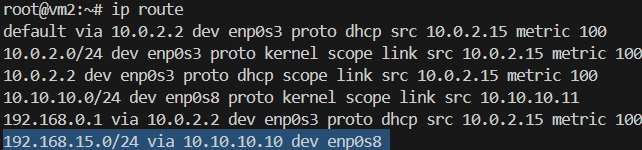 root@vm2:~# ip route
default via 10.0.2.2 dev enp0s3 proto dhcp src 10.0.2.15 metric 100
10.0.2.0/24 dev enp0s3 proto kernel scope link src 10.0.2.15 metric 100
10.0.2.2 dev enp0s3 proto dhcp scope link src 10.0.2.15 metric 100
10.10.10.0/24 dev enp0s8 proto kernel scope link src 10.10.10.11
192.168.0.1 via 10.0.2.2 dev enp0s3 proto dhcp src 10.0.2.15 metric 100
192.168.15.0/24 via 10.10.10.10 dev enp0s8